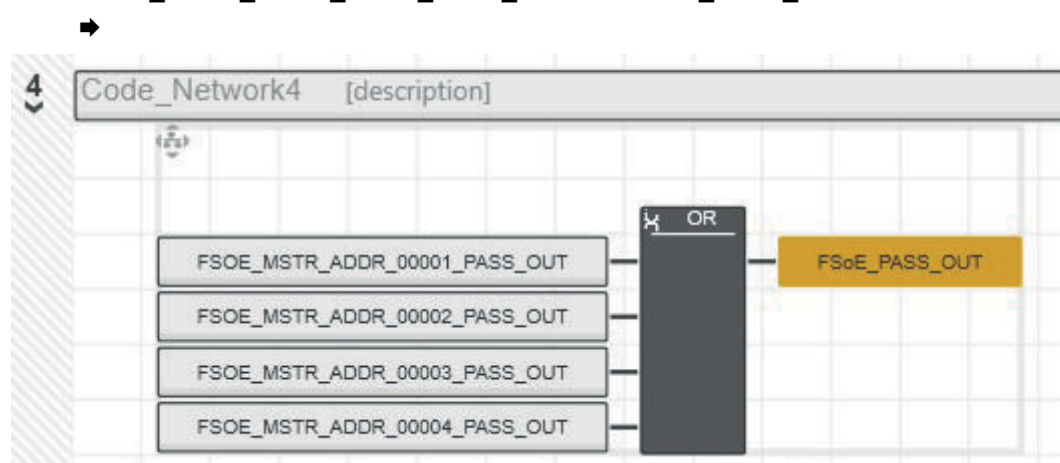 4
Code_Network4 [description]
OR
FSOE_MSTR_ADDR_00001_PASS_OUT FSoE_PASS_OUT
FSOE_MSTR_ADDR_00002_PASS_OUT
FSOE_MSTR_ADDR_00003_PASS_OUT
FSOE_MSTR_ADDR_00004_PASS_OUT